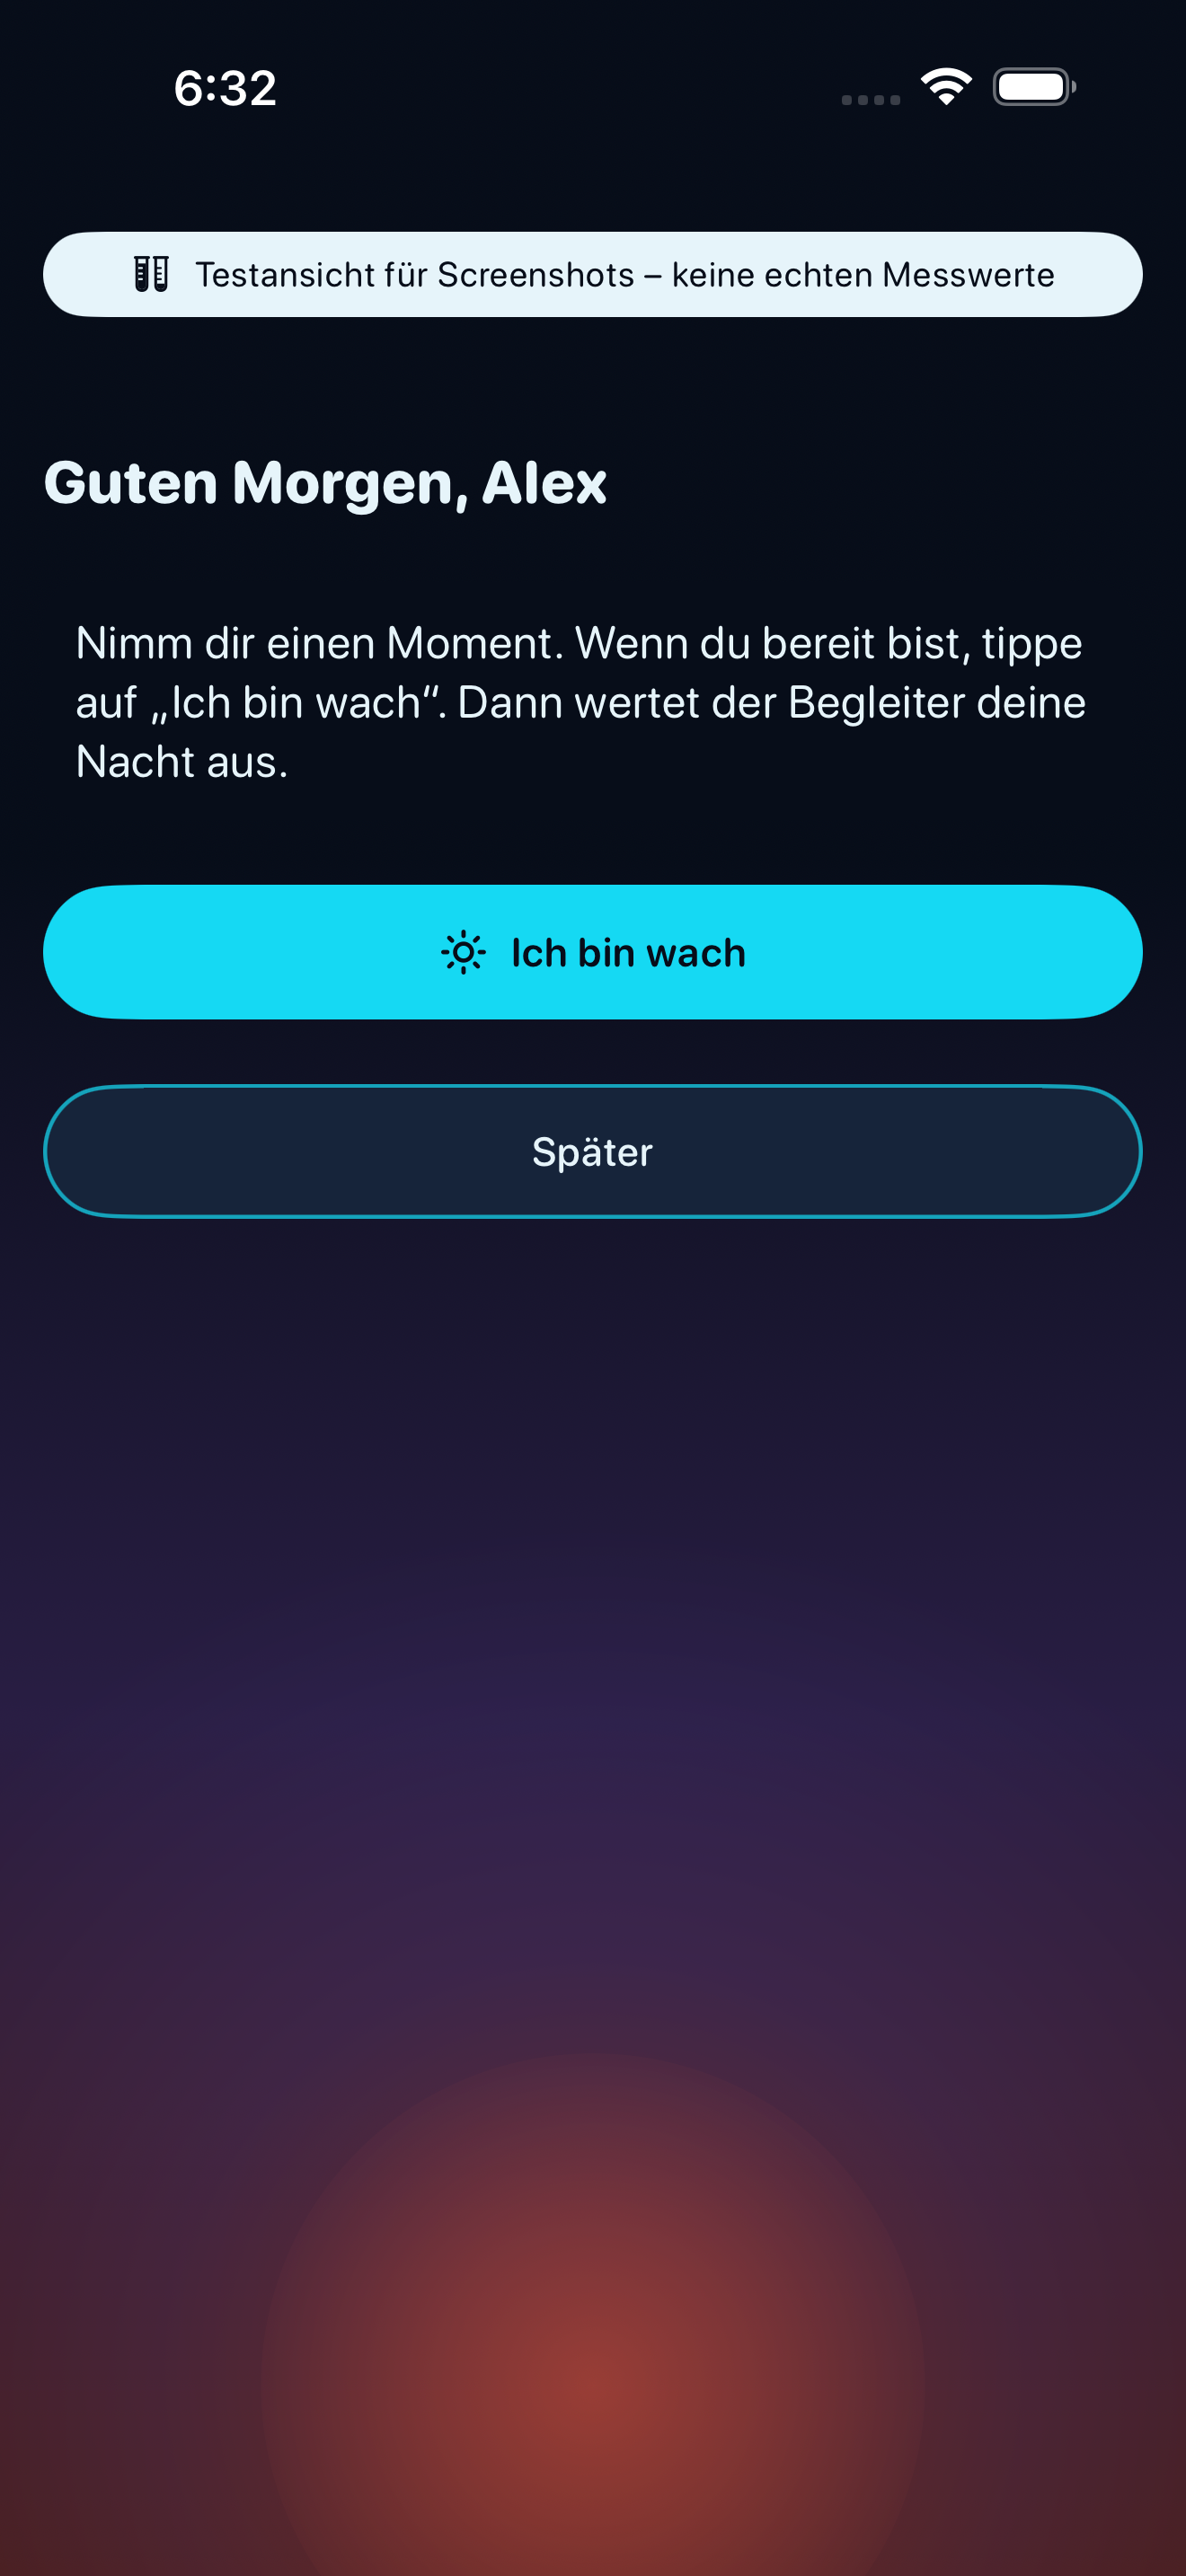 6:32
Testansicht für Screenshots – keine echten Messwerte
Guten Morgen, Alex
Nimm dir einen Moment. Wenn du bereit bist, tippe
auf „Ich bin wach“. Dann wertet der Begleiter deine
Nacht aus.
Ich bin wach
Später